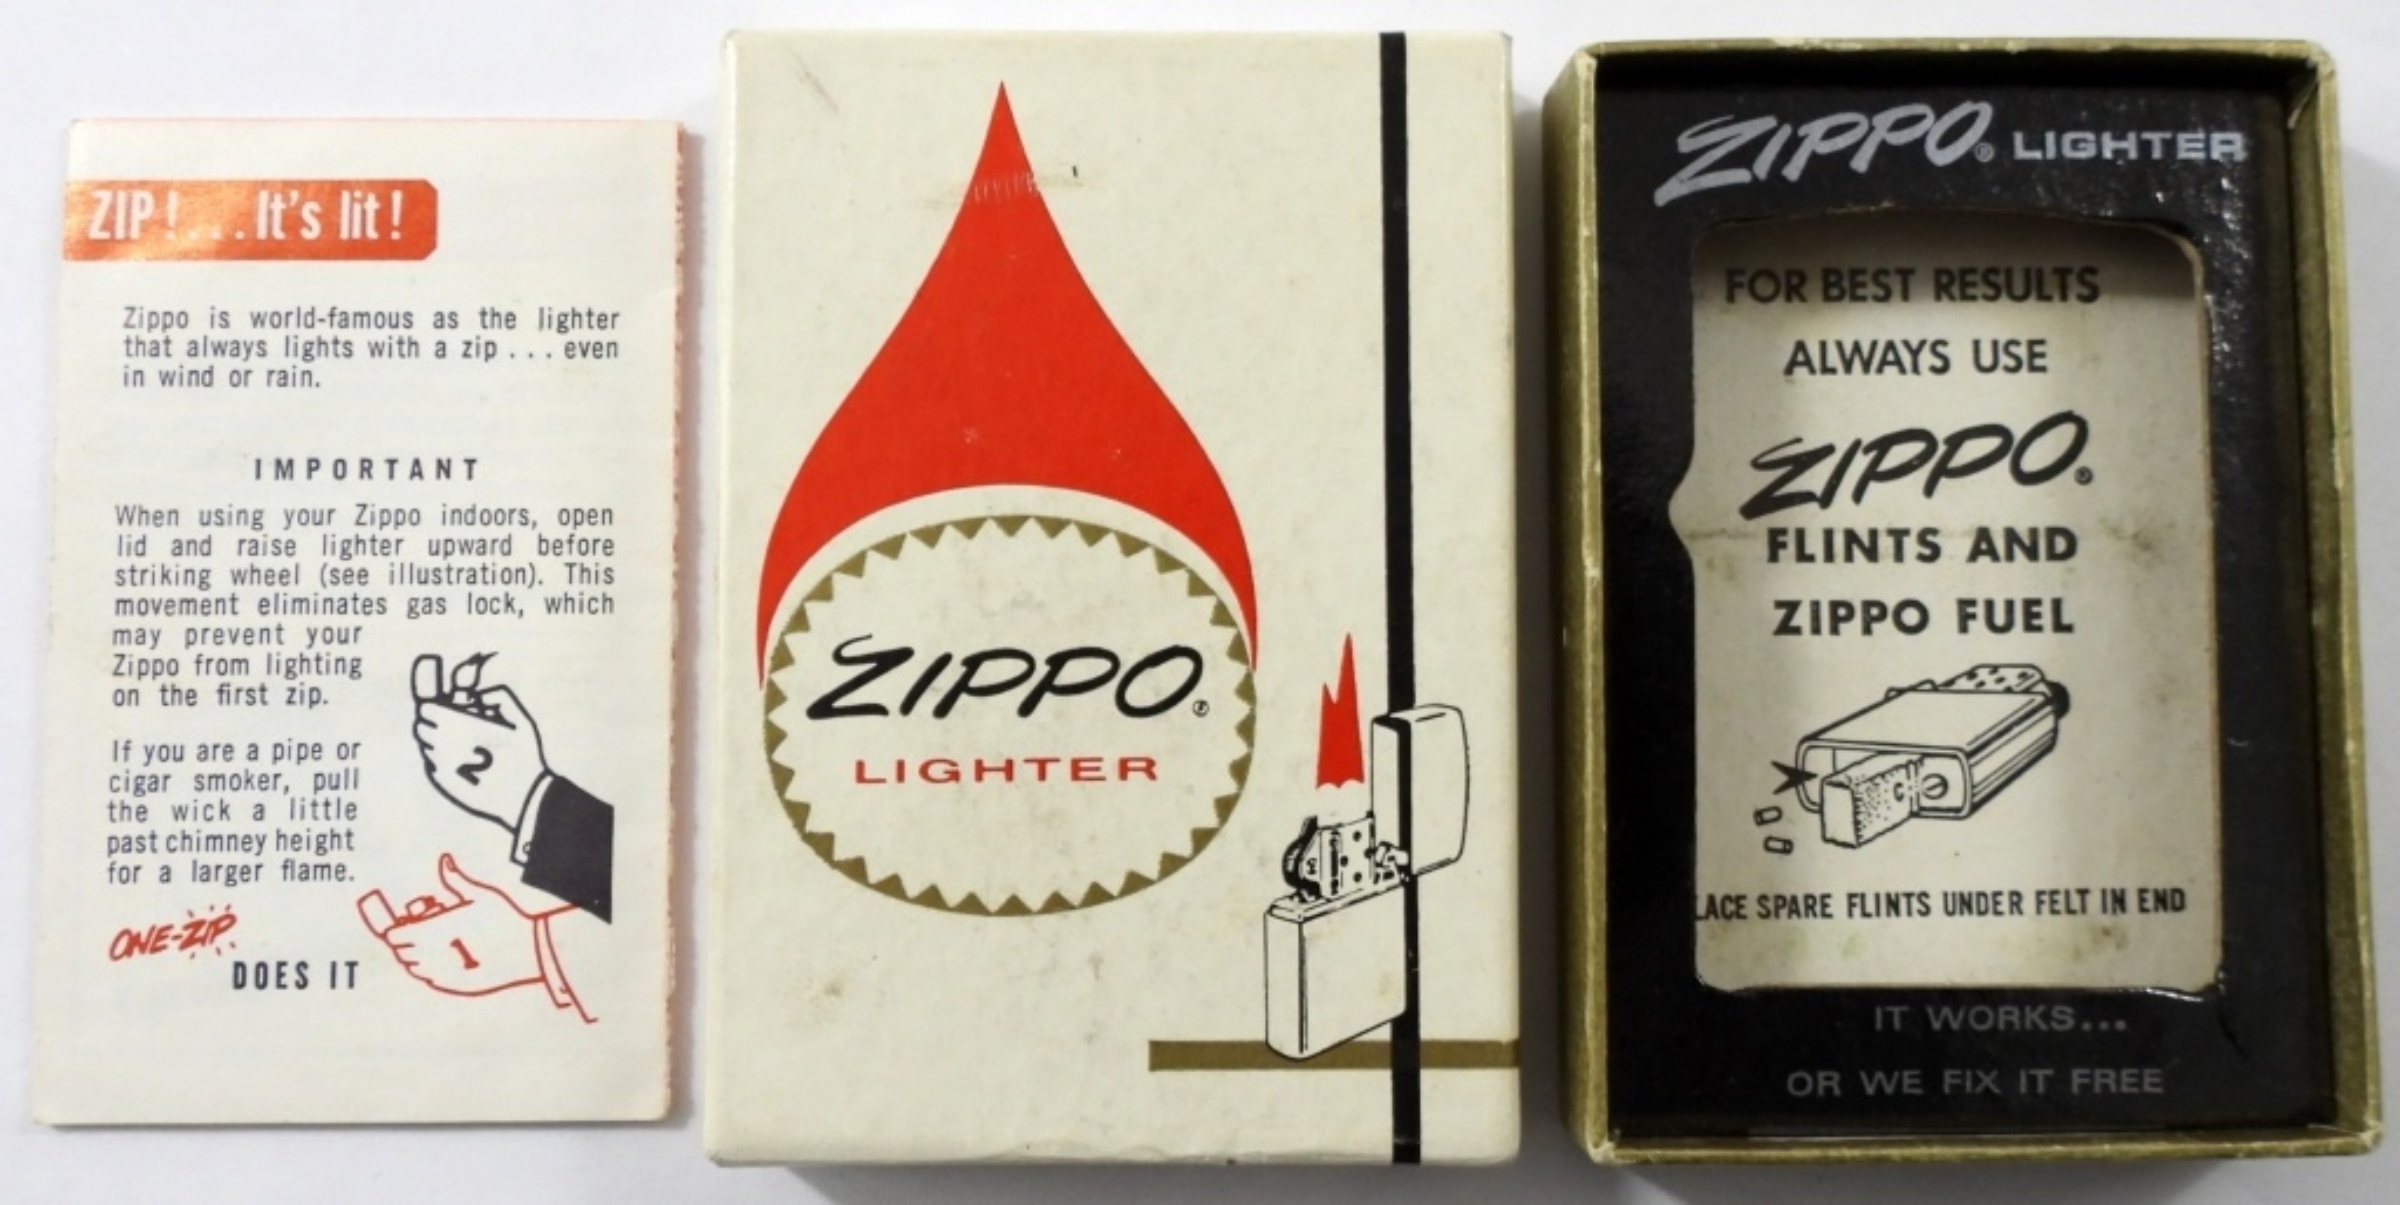 ZIP!...It's lit!
Zippo is world-famous as the lighter
that always lights with a zip ... even
in wind or rain.
IMPORTANT
When using your Zippo indoors, open
lid and raise lighter upward before
striking wheel (see illustration). This
movement eliminates gas lock, which
may prevent your
Zippo from lighting
on the first zip.
If you are a pipe or
cigar smoker, pull
the wick a little
past chimney height
for a larger flame.
2
1
ONE-ZIP
DOES IT
ZIPPO®
LIGHTER
ZIPPO® LIGHTER
FOR BEST RESULTS
ALWAYS USE
ZIPPO®
FLINTS AND
ZIPPO FUEL
LACE SPARE FLINTS UNDER FELT IN END
IT WORKS...
OR WE FIX IT FREE